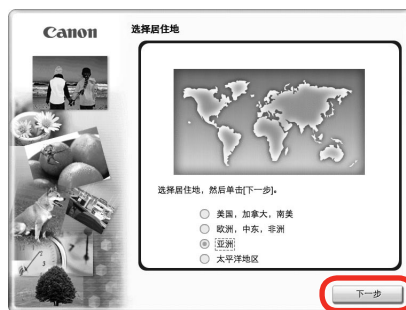 Canon
选择居住地
选择居住地，然后单击[下一步]。
美国，加拿大，南美
欧洲，中东，非洲
亚洲
太平洋地区
下一步